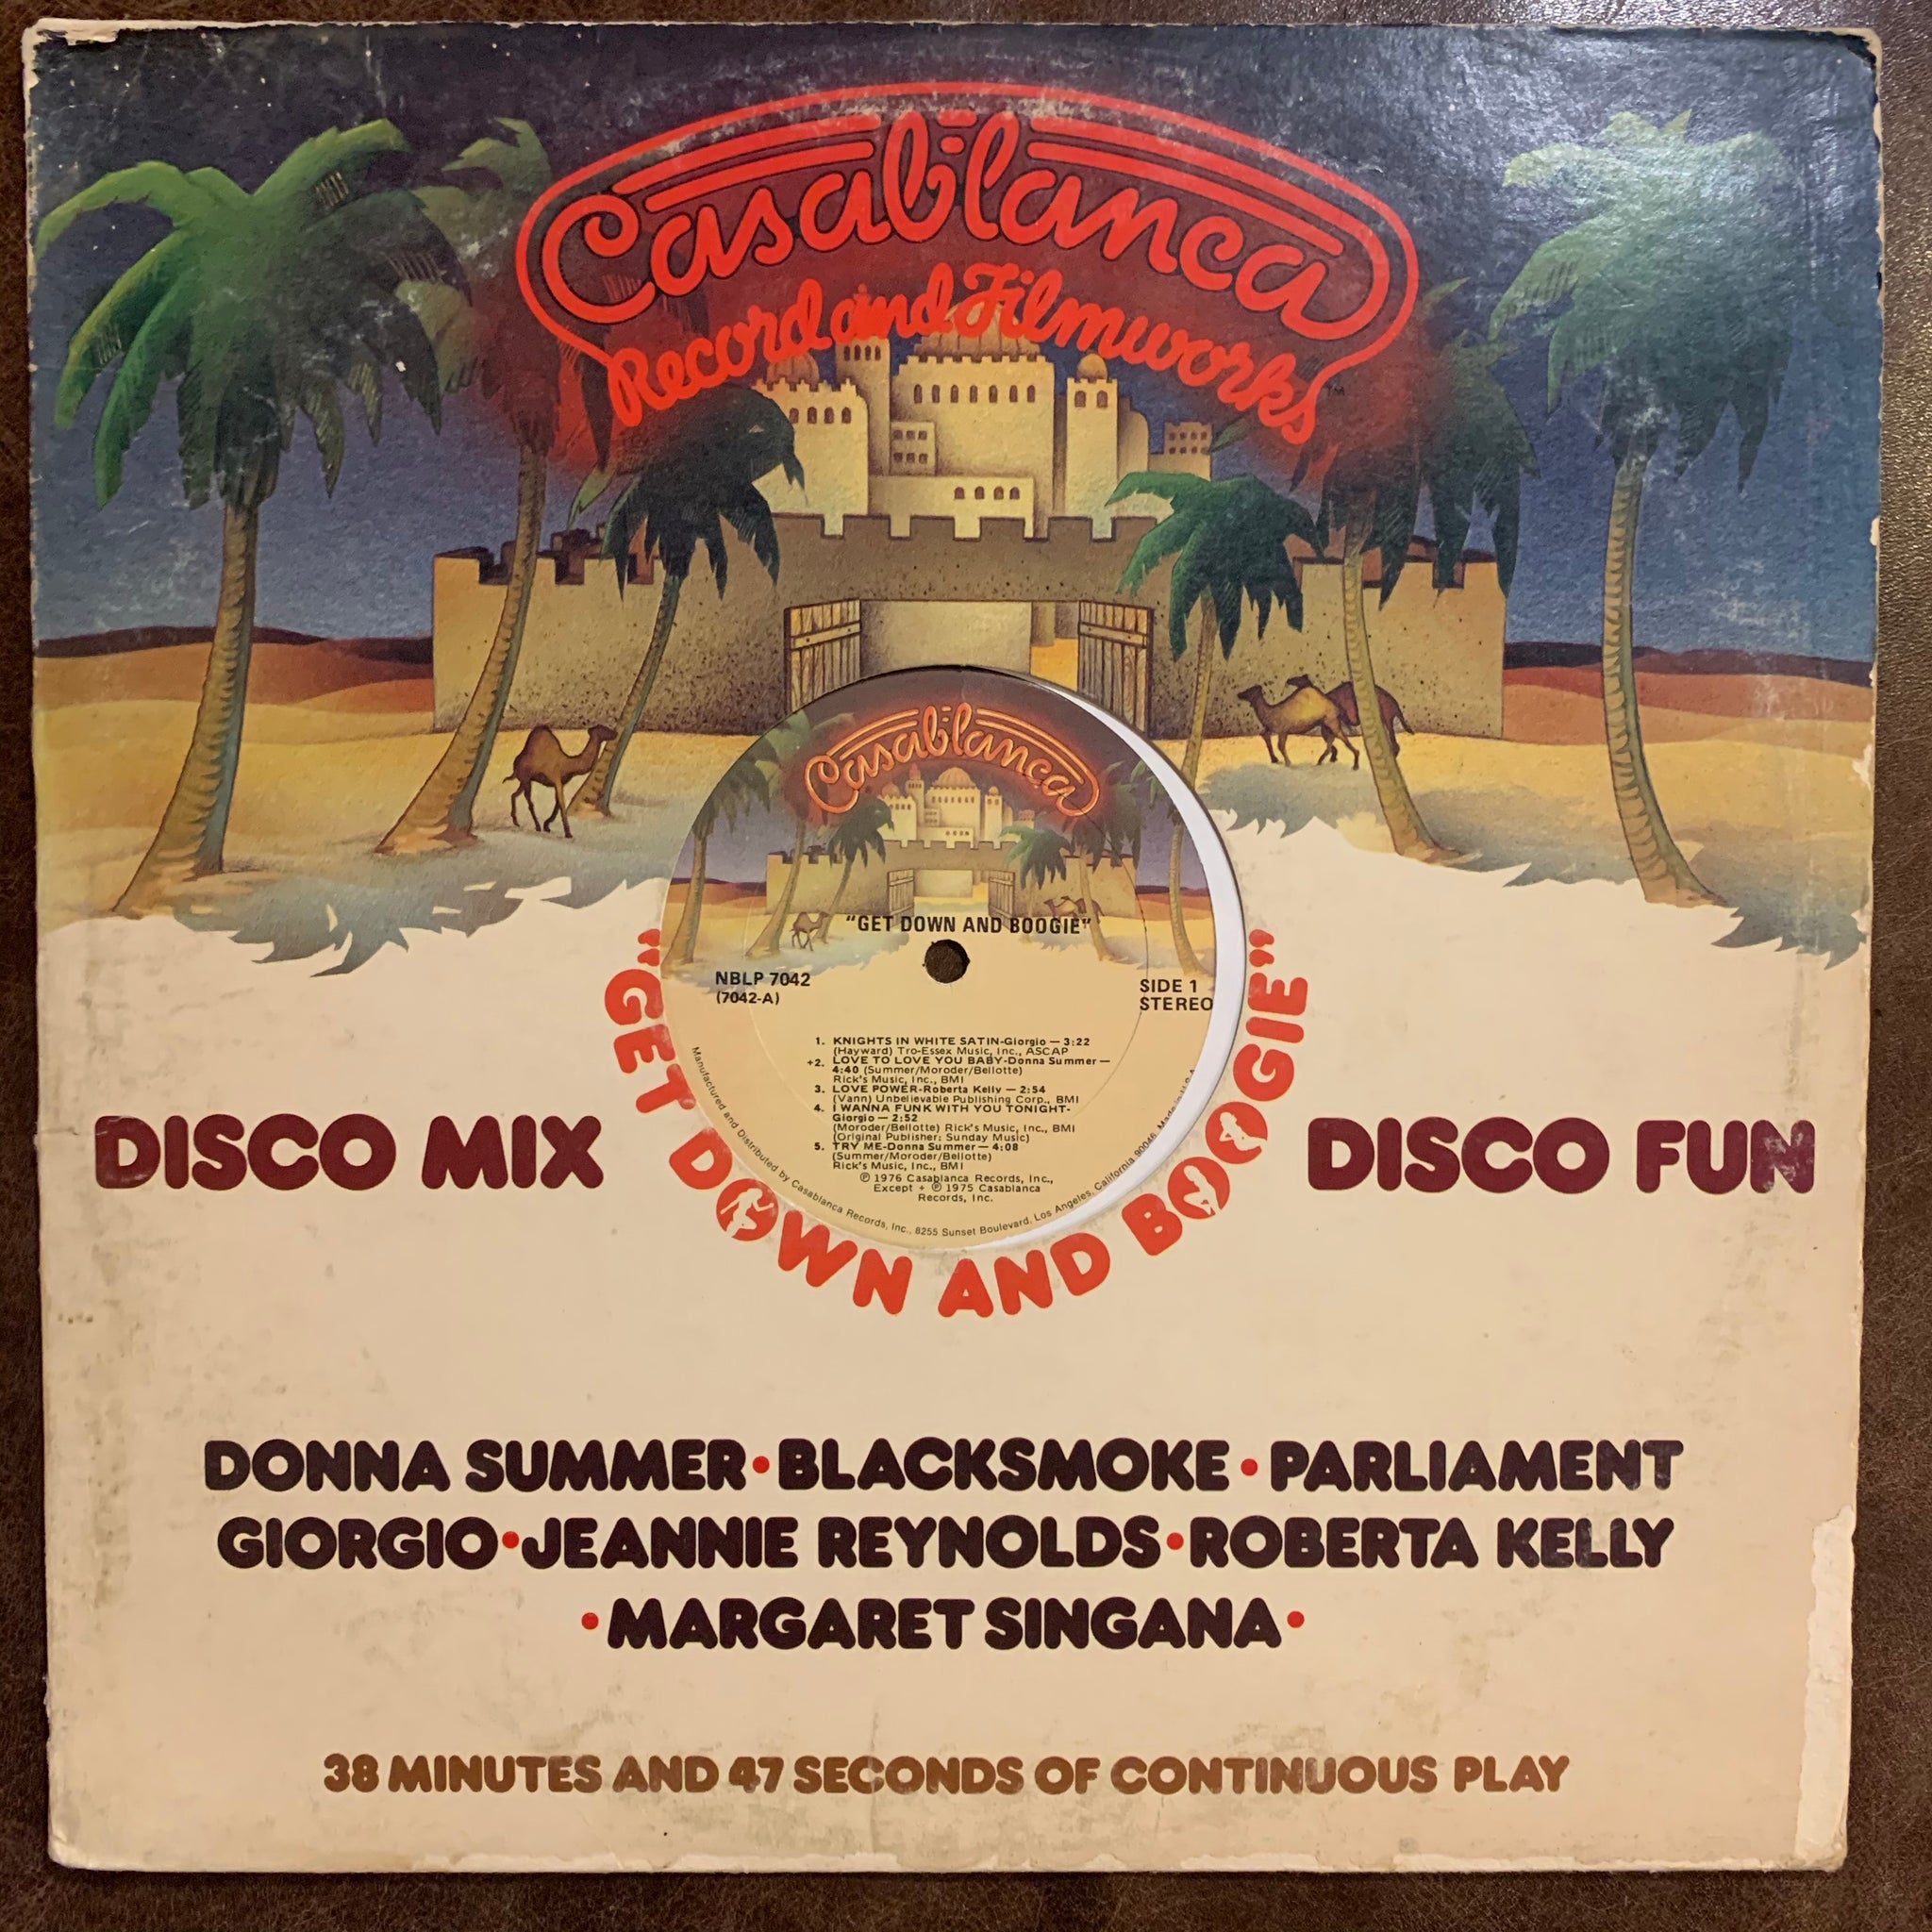 Casablanca
Record and Filmworks
TM
Casablanca
"GET DOWN AND BOOGIE"
NBLP 7042
(7042-A)
SIDE 1
STEREO
1. KNIGHTS IN WHITE SATIN-Giorgio — 3:22
(Hayward) Tro-Essex Music, Inc., ASCAP
+2. LOVE TO LOVE YOU BABY-Donna Summer —
4:40 (Summer/Moroder/Bellotte)
Rick's Music, Inc., BMI
3. LOVE POWER-Roberta Kelly — 2:54
(Vann) Unbelievable Publishing Corp., BMI
4. I WANNA FUNK WITH YOU TONIGHT-
Giorgio — 2:52
(Moroder/Bellotte) Rick's Music, Inc., BMI
(Original Publisher: Sunday Music)
5. TRY ME-Donna Summer — 4:08
(Summer/Moroder/Bellotte)
Rick's Music, Inc., BMI
℗ 1976 Casablanca Records, Inc.,
Except + ℗ 1975 Casablanca
Records, Inc.
Manufactured and Distributed by Casablanca Records, Inc., 8255 Sunset Boulevard, Los Angeles, California 90046. Made in U.S.A.
"GET DOWN AND BOOGIE"
DISCO MIX
DISCO FUN
DONNA SUMMER•BLACKSMOKE•PARLIAMENT
GIORGIO•JEANNIE REYNOLDS•ROBERTA KELLY
•MARGARET SINGANA•
38 MINUTES AND 47 SECONDS OF CONTINUOUS PLAY